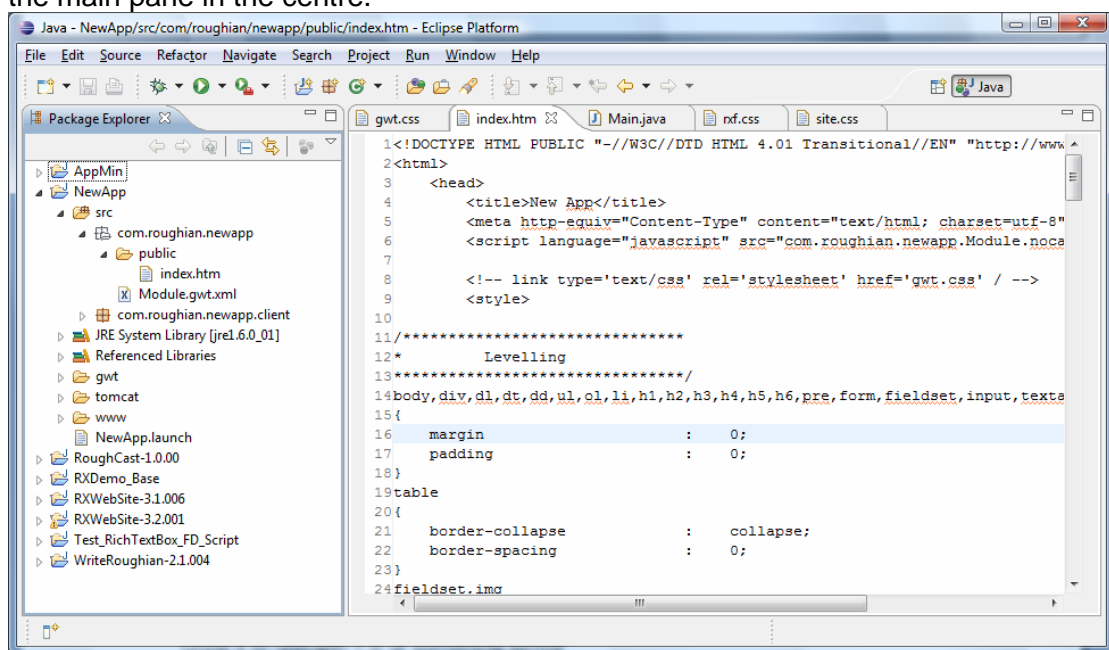 the main pane in the centre.
Java - NewApp/src/com/roughian/newapp/public/index.htm - Eclipse Platform
File Edit Source Refactor Navigate Search Project Run Window Help
Java
Package Explorer
gwt.css index.htm Main.java rxf.css site.css
AppMin
NewApp
src
com.roughian.newapp
public
index.htm
Module.gwt.xml
com.roughian.newapp.client
JRE System Library [jre1.6.0_01]
Referenced Libraries
gwt
tomcat
www
NewApp.launch
RoughCast-1.0.00
RXDemo_Base
RXWebSite-3.1.006
RXWebSite-3.2.001
Test_RichTextBox_FD_Script
WriteRoughian-2.1.004
1<!DOCTYPE HTML PUBLIC "-//W3C//DTD HTML 4.01 Transitional//EN" "http://www
2<html>
3 <head>
4 <title>New App</title>
5 <meta http-equiv="Content-Type" content="text/html; charset=utf-8"
6 <script language="javascript" src="com.roughian.newapp.Module.noca
7
8 <!-- link type='text/css' rel='stylesheet' href='gwt.css' / -->
9 <style>
10
11/*******************************
12* Levelling
13********************************/
14body,div,dl,dt,dd,ul,ol,li,h1,h2,h3,h4,h5,h6,pre,form,fieldset,input,texta
15{
16 margin : 0;
17 padding : 0;
18}
19table
20{
21 border-collapse : collapse;
22 border-spacing : 0;
23}
24fieldset,img